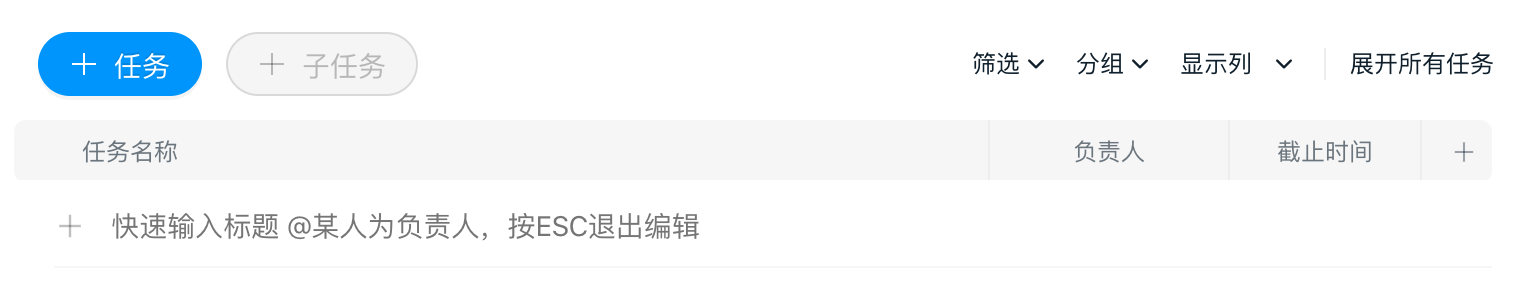 任务 子任务 筛选 分组 显示列 展开所有任务
任务名称 负责人 截止时间
快速输入标题 @某人为负责人，按ESC退出编辑